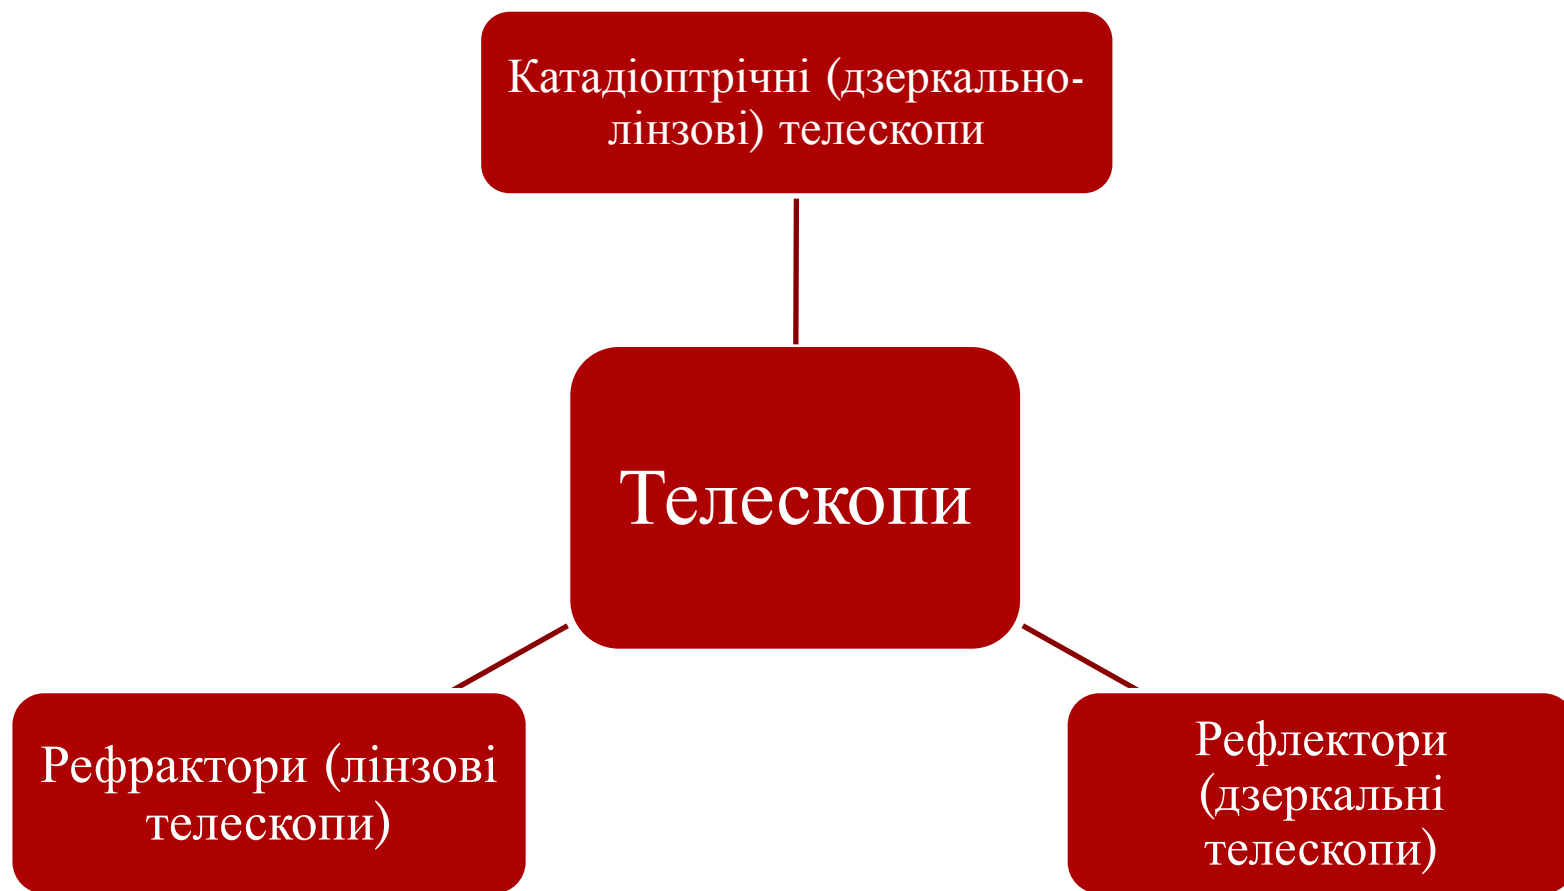 Катадіоптрічні (дзеркально-
лінзові) телескопи
Телескопи
Рефрактори (лінзові
телескопи)
Рефлектори
(дзеркальні
телескопи)